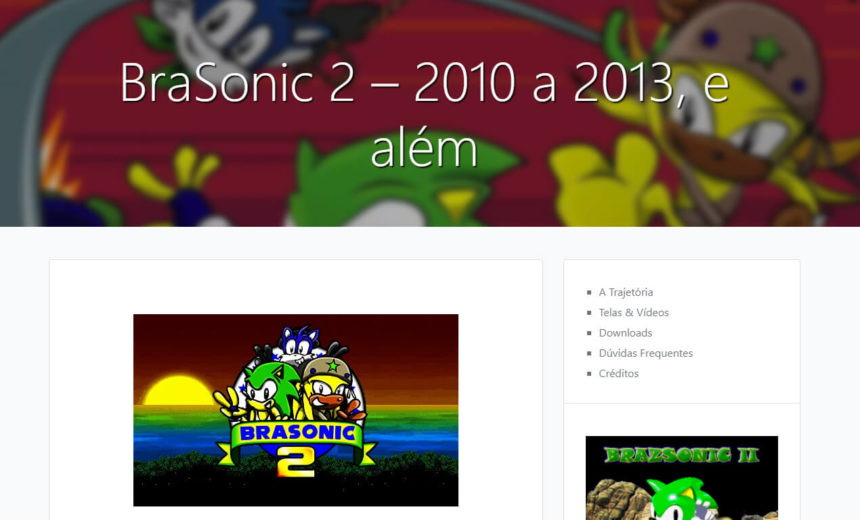 BraSonic 2 – 2010 a 2013, e
além
BRASONIC
2
A Trajetória
Telas & Vídeos
Downloads
Dúvidas Frequentes
Créditos
BRAZSONIC II